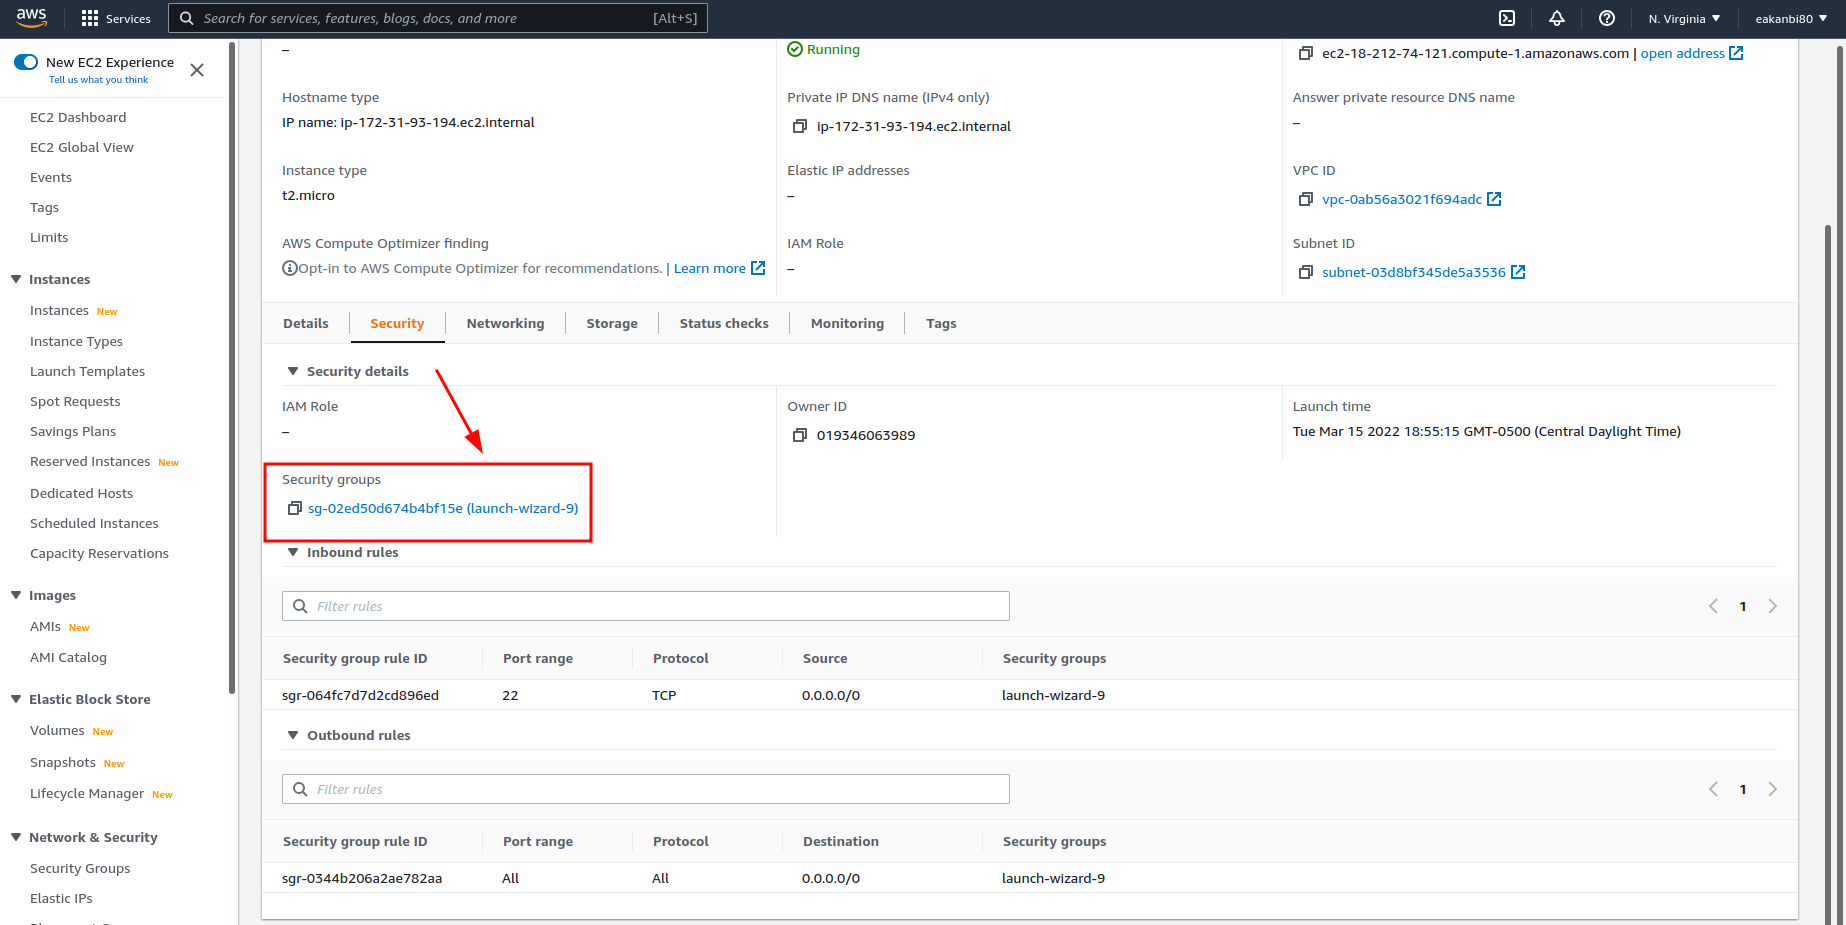 aws
Services
Search for services, features, blogs, docs, and more
[Alt+S]
N. Virginia
eakanbi80
New EC2 Experience
Tell us what you think
EC2 Dashboard
EC2 Global View
Events
Tags
Limits
Instances
Instances New
Instance Types
Launch Templates
Spot Requests
Savings Plans
Reserved Instances New
Dedicated Hosts
Scheduled Instances
Capacity Reservations
Images
AMIs New
AMI Catalog
Elastic Block Store
Volumes New
Snapshots New
Lifecycle Manager New
Network & Security
Security Groups
Elastic IPs
–
Running
ec2-18-212-74-121.compute-1.amazonaws.com | open address
Hostname type
IP name: ip-172-31-93-194.ec2.internal
Private IP DNS name (IPv4 only)
ip-172-31-93-194.ec2.internal
Answer private resource DNS name
–
Instance type
t2.micro
Elastic IP addresses
–
VPC ID
vpc-0ab56a3021f694adc
AWS Compute Optimizer finding
Opt-in to AWS Compute Optimizer for recommendations. | Learn more
IAM Role
–
Subnet ID
subnet-03d8bf345de5a3536
Details
Security
Networking
Storage
Status checks
Monitoring
Tags
Security details
IAM Role
–
Owner ID
019346063989
Launch time
Tue Mar 15 2022 18:55:15 GMT-0500 (Central Daylight Time)
Security groups
sg-02ed50d674b4bf15e (launch-wizard-9)
Inbound rules
Filter rules
1
Security group rule ID Port range Protocol Source Security groups
sgr-064fc7d7d2cd896ed 22 TCP 0.0.0.0/0 launch-wizard-9
Outbound rules
Filter rules
1
Security group rule ID Port range Protocol Destination Security groups
sgr-0344b206a2ae782aa All All 0.0.0.0/0 launch-wizard-9